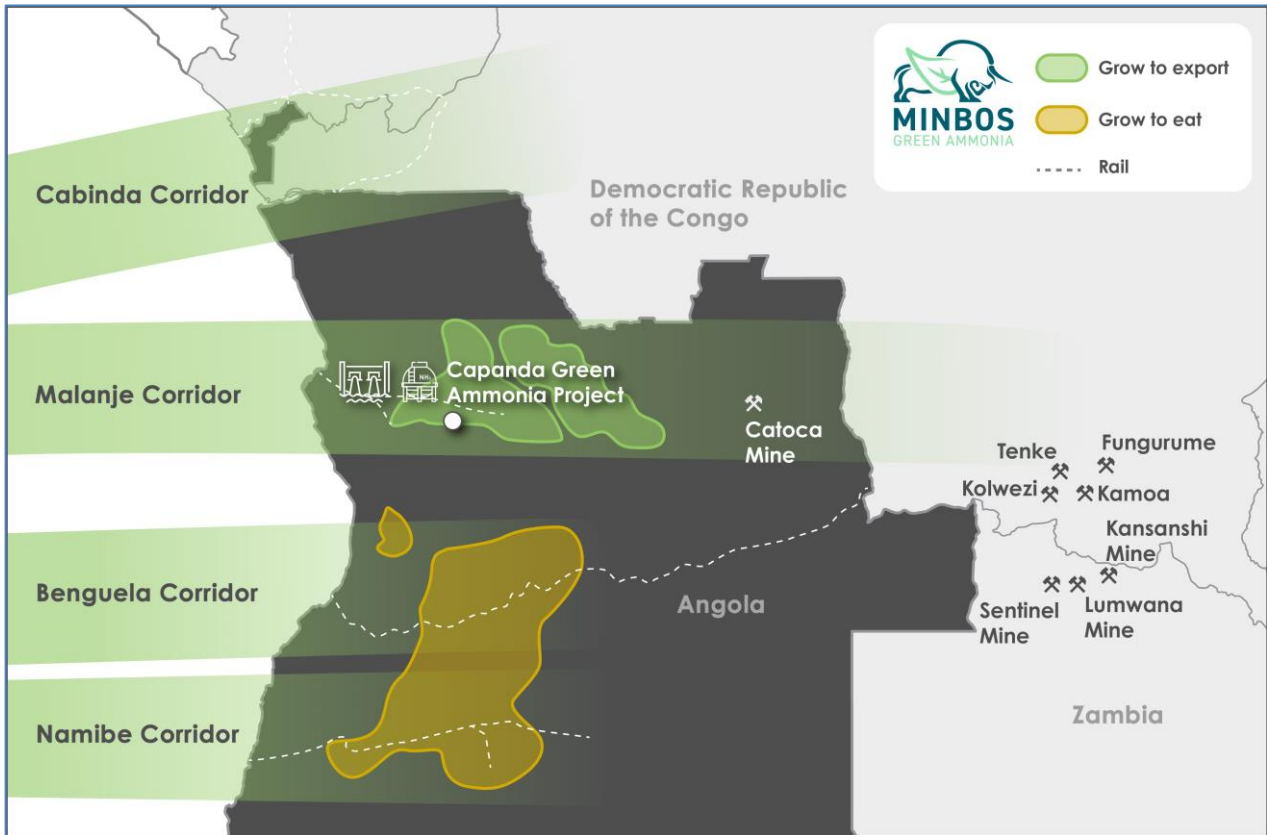 MINBOS
GREEN AMMONIA
Grow to export
Grow to eat
Rail
Cabinda Corridor
Democratic Republic
of the Congo
Malanje Corridor
NH₃
Capanda Green
Ammonia Project
Catoca
Mine
Tenke
Fungurume
Kolwezi
Kamoa
Kansanshi
Mine
Benguela Corridor
Angola
Sentinel
Mine
Lumwana
Mine
Namibe Corridor
Zambia